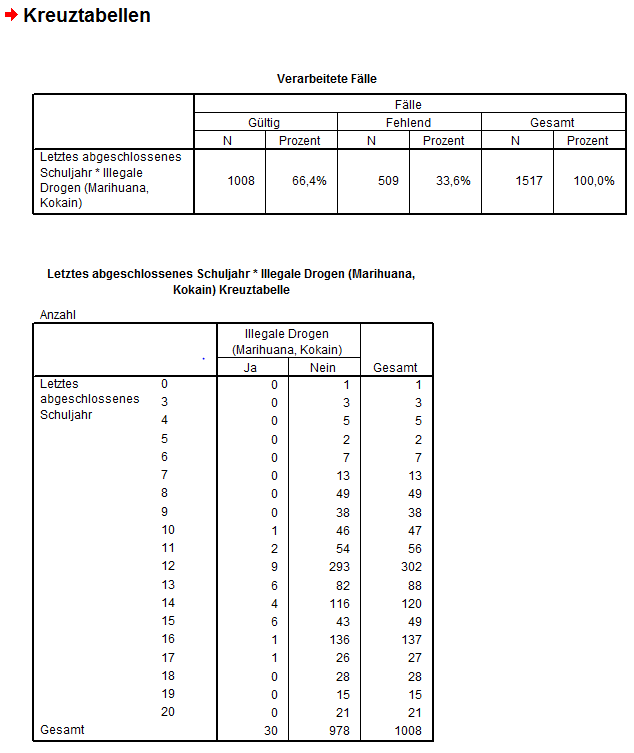 Kreuztabellen
Verarbeitete Fälle
Fälle
Gültig Fehlend Gesamt
N Prozent N Prozent N Prozent
Letztes abgeschlossenes
Schuljahr * Illegale
Drogen (Marihuana,
Kokain)
1008 66,4% 509 33,6% 1517 100,0%
Letztes abgeschlossenes Schuljahr * Illegale Drogen (Marihuana,
Kokain) Kreuztabelle
Anzahl
Illegale Drogen
(Marihuana, Kokain)
Ja Nein Gesamt
Letztes
abgeschlossenes
Schuljahr
0 0 1 1
3 0 3 3
4 0 5 5
5 0 2 2
6 0 7 7
7 0 13 13
8 0 49 49
9 0 38 38
10 1 46 47
11 2 54 56
12 9 293 302
13 6 82 88
14 4 116 120
15 6 43 49
16 1 136 137
17 1 26 27
18 0 28 28
19 0 15 15
20 0 21 21
Gesamt 30 978 1008